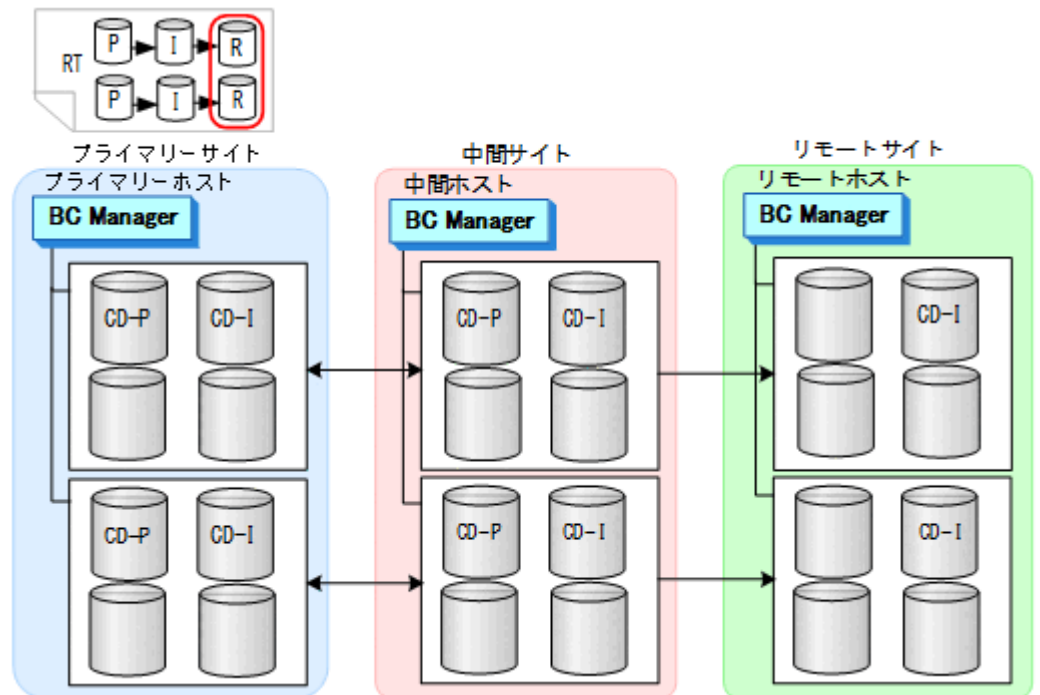 RT P I R
P I R
プライマリーサイト 中間サイト リモートサイト
プライマリーホスト 中間ホスト リモートホスト
BC Manager BC Manager BC Manager
CD-P CD-I CD-P CD-I CD-I
CD-P CD-I CD-P CD-I CD-I